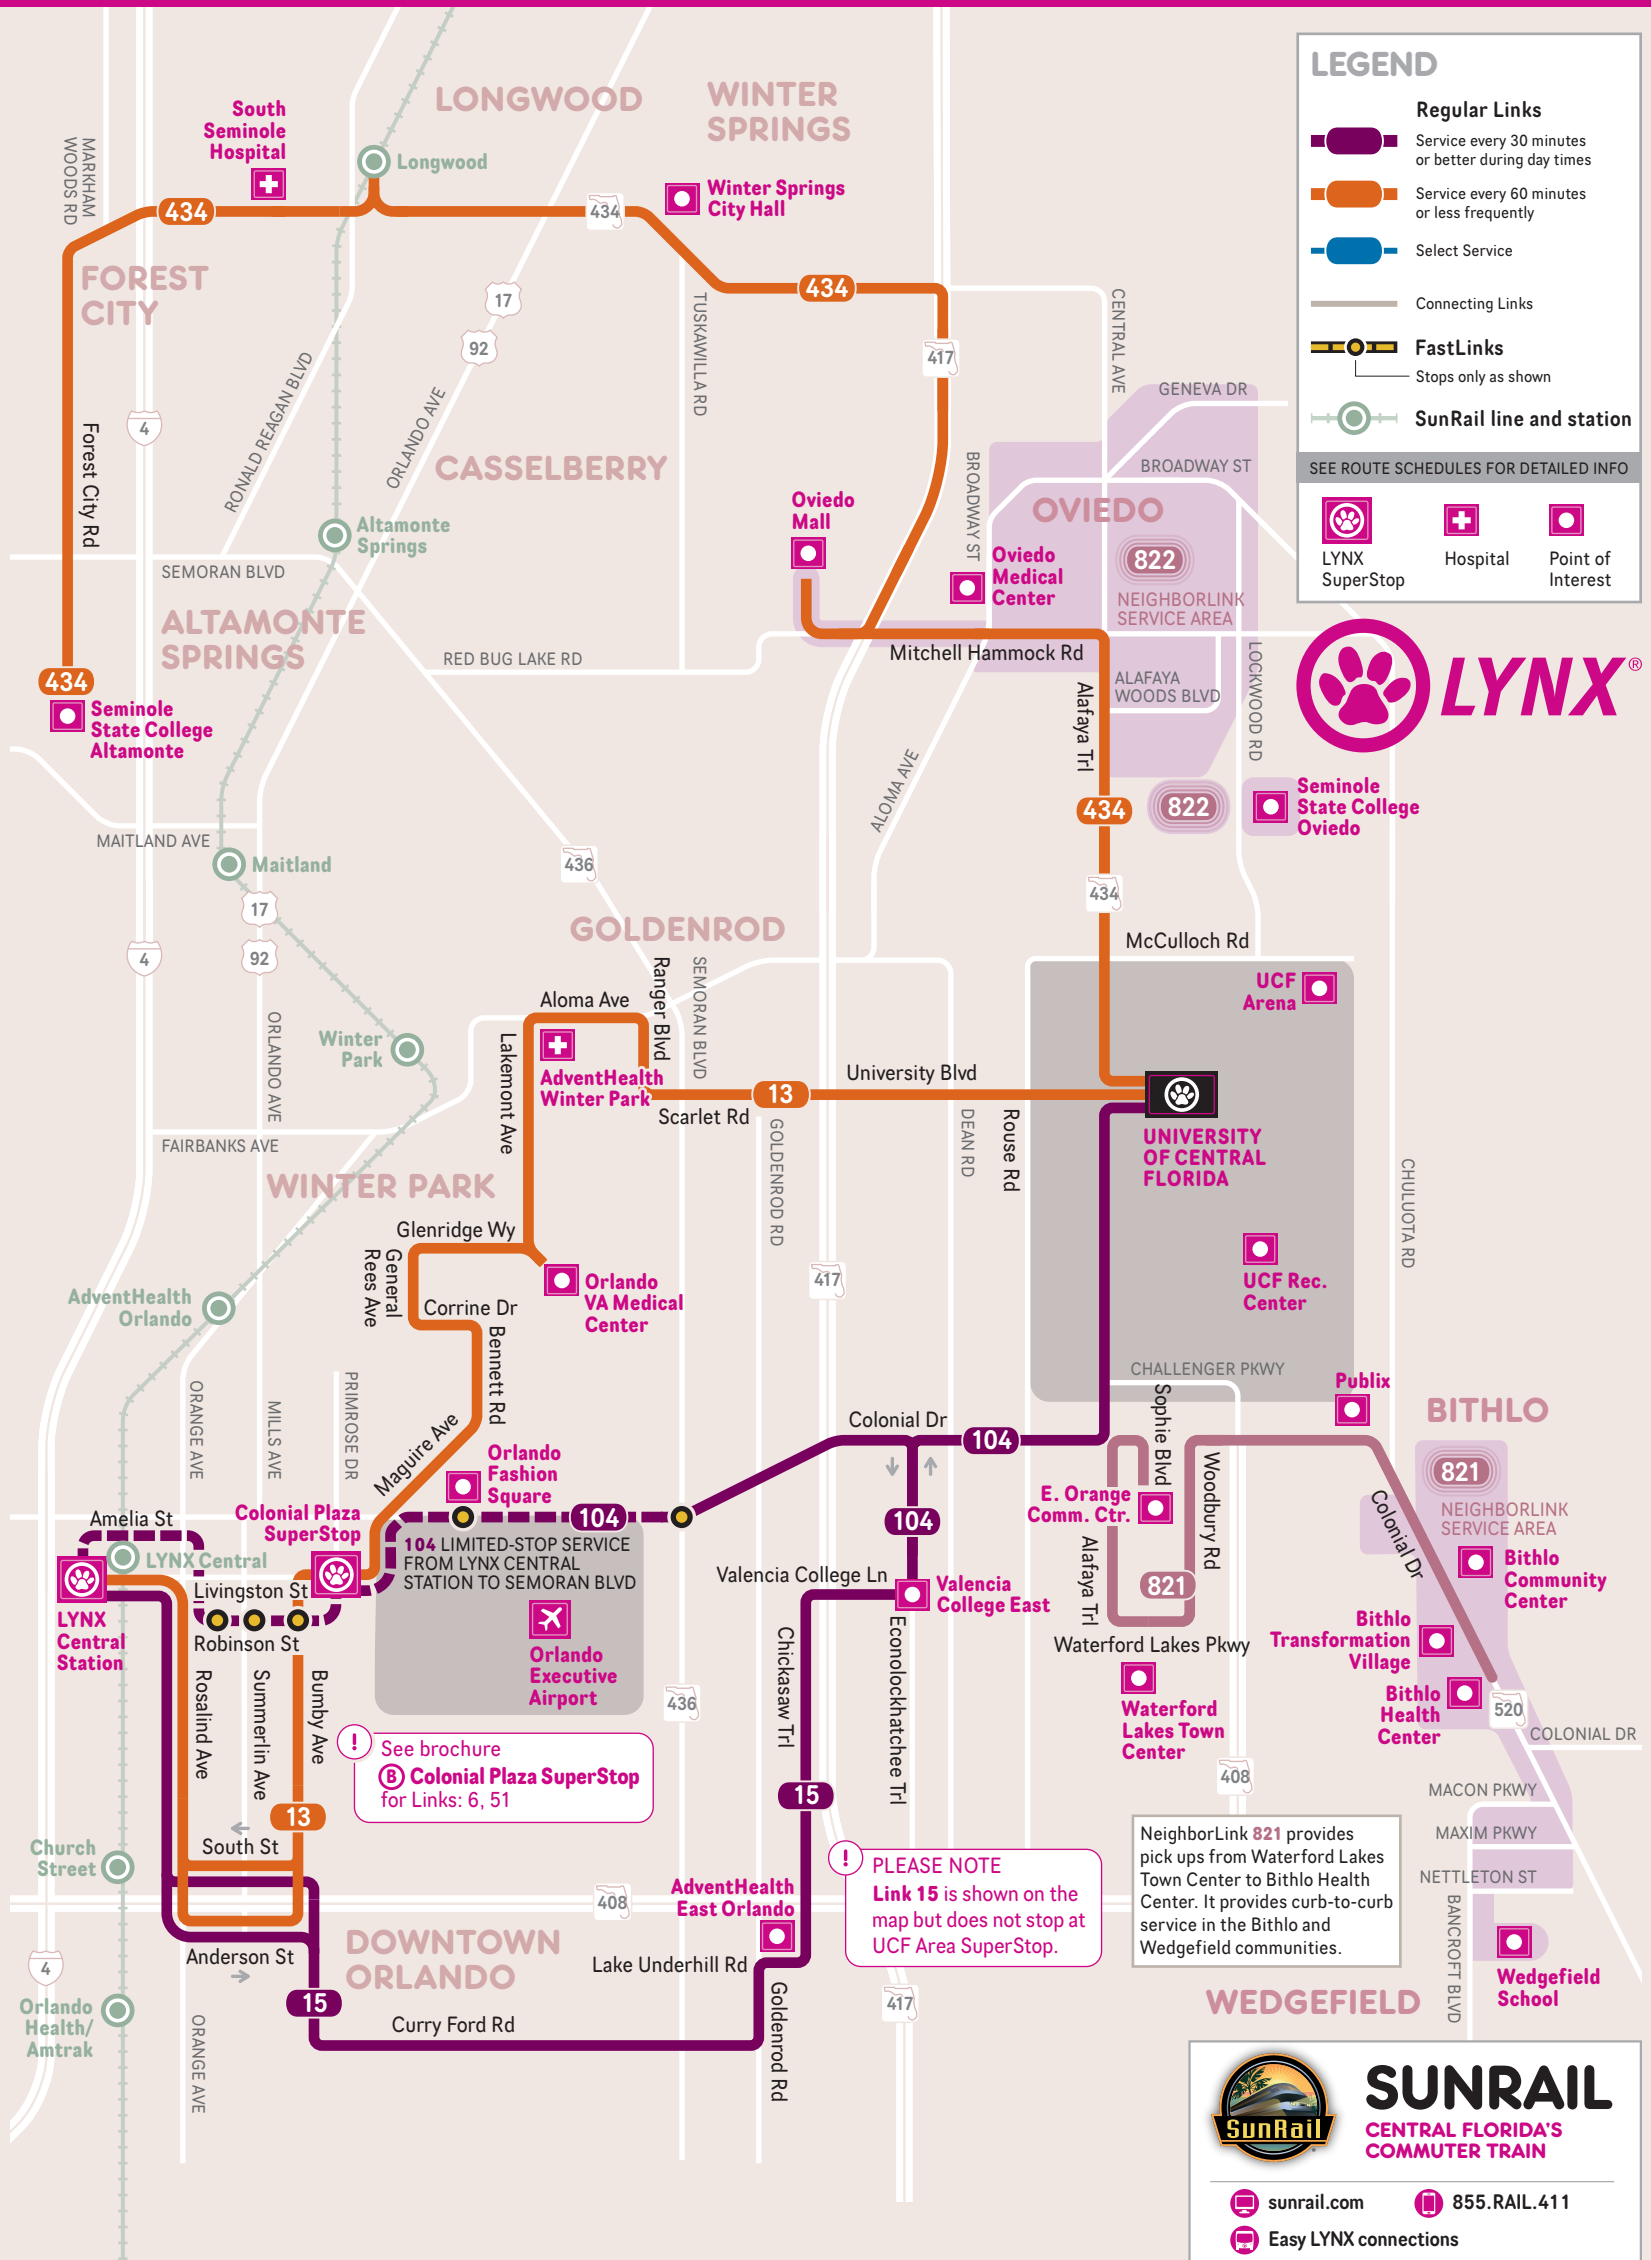 LEGEND
Regular Links
Service every 30 minutes
or better during day times
Service every 60 minutes
or less frequently
Select Service
Connecting Links
FastLinks
Stops only as shown
SunRail line and station
SEE ROUTE SCHEDULES FOR DETAILED INFO
LYNX
SuperStop
Hospital
Point of
Interest
LYNX®
LONGWOOD
WINTER
SPRINGS
South
Seminole
Hospital
MARKHAM
WOODS RD
Longwood
434
434
Winter Springs
City Hall
FOREST
CITY
434
17
92
TUSKAWILLA RD
417
CENTRAL AVE
GENEVA DR
RONALD REAGAN BLVD
ORLANDO AVE
4
Forest City Rd
CASSELBERRY
BROADWAY ST
BROADWAY ST
OVIEDO
Oviedo
Mall
Altamonte
Springs
Oviedo
Medical
Center
822
NEIGHBORLINK
SERVICE AREA
SEMORAN BLVD
ALTAMONTE
SPRINGS
RED BUG LAKE RD
Mitchell Hammock Rd
ALAFAYA
WOODS BLVD
LOCKWOOD RD
Alafaya Trl
434
Seminole
State College
Altamonte
ALOMA AVE
434
822
Seminole
State College
Oviedo
MAITLAND AVE
Maitland
436
17
92
4
434
GOLDENROD
McCulloch Rd
UCF
Arena
Aloma Ave
Ranger Blvd
SEMORAN BLVD
ORLANDO AVE
Winter
Park
Lakemont Ave
AdventHealth
Winter Park
13
University Blvd
Scarlet Rd
GOLDENROD RD
DEAN RD
Rouse Rd
UNIVERSITY
OF CENTRAL
FLORIDA
CHULUOTA RD
FAIRBANKS AVE
WINTER PARK
Glenridge Wy
General
Rees Ave
Corrine Dr
Orlando
VA Medical
Center
417
UCF Rec.
Center
AdventHealth
Orlando
Bennett Rd
CHALLENGER PKWY
Publix
BITHLO
ORANGE AVE
MILLS AVE
PRIMROSE DR
Maguire Ave
Orlando
Fashion
Square
Colonial Dr
104
Sophie Blvd
Woodbury Rd
821
NEIGHBORLINK
SERVICE AREA
Colonial Dr
E. Orange
Comm. Ctr.
Amelia St
Colonial Plaza
SuperStop
104
104
LYNX Central
104 LIMITED-STOP SERVICE
FROM LYNX CENTRAL
STATION TO SEMORAN BLVD
Livingston St
Robinson St
LYNX
Central
Station
Valencia College Ln
Valencia
College East
Alafaya Trl
821
Waterford Lakes Pkwy
Bithlo
Community
Center
Bithlo
Transformation
Village
Bithlo
Health
Center
Orlando
Executive
Airport
Rosalind Ave
Summerlin Ave
Bumby Ave
436
Chickasaw Trl
Econolockhatchee Trl
Waterford
Lakes Town
Center
520
COLONIAL DR
!
See brochure
B Colonial Plaza SuperStop
for Links: 6, 51
13
15
408
MACON PKWY
MAXIM PKWY
NETTLETON ST
BANCROFT BLVD
South St
Church
Street
408
AdventHealth
East Orlando
!
PLEASE NOTE
Link 15 is shown on the
map but does not stop at
UCF Area SuperStop.
NeighborLink 821 provides
pick ups from Waterford Lakes
Town Center to Bithlo Health
Center. It provides curb-to-curb
service in the Bithlo and
Wedgefield communities.
Anderson St
DOWNTOWN
ORLANDO
Lake Underhill Rd
4
15
Orlando
Health/
Amtrak
Curry Ford Rd
ORANGE AVE
Goldenrod Rd
417
WEDGEFIELD
Wedgefield
School
SunRail
SUNRAIL
CENTRAL FLORIDA'S
COMMUTER TRAIN
sunrail.com
855.RAIL.411
Easy LYNX connections